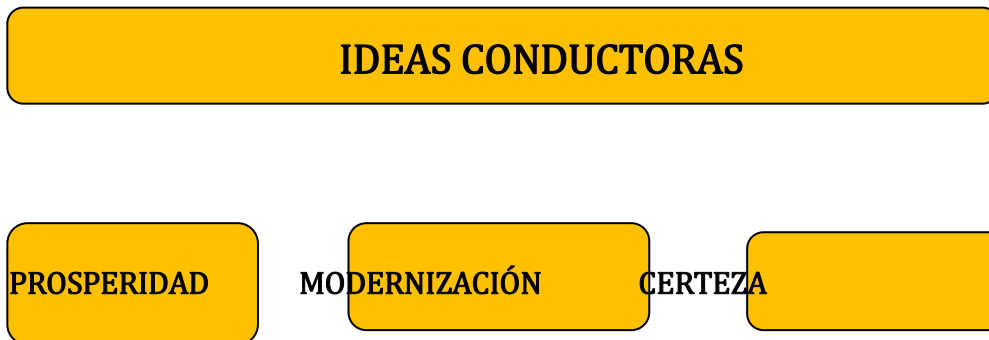 IDEAS CONDUCTORAS
PROSPERIDAD MODERNIZACIÓN CERTEZA